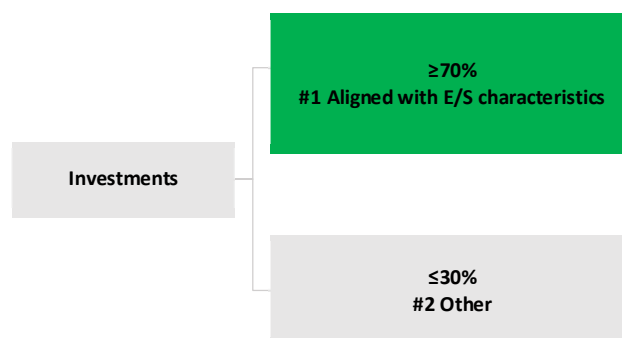 ≥70%
#1 Aligned with E/S characteristics
Investments
≤30%
#2 Other